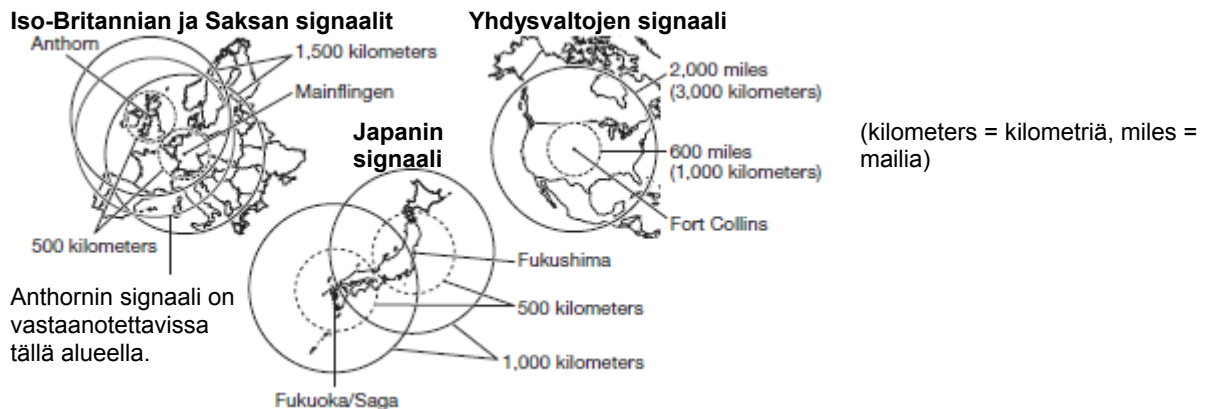 Iso-Britannian ja Saksan signaalit
Anthorn
1,500 kilometers
Mainflingen
500 kilometers
Anthornin signaali on
vastaanotettavissa
tällä alueella.
Japanin
signaali
Fukushima
500 kilometers
1,000 kilometers
Fukuoka/Saga
Yhdysvaltojen signaali
2,000 miles
(3,000 kilometers)
600 miles
(1,000 kilometers)
Fort Collins
(kilometers = kilometriä, miles =
mailia)